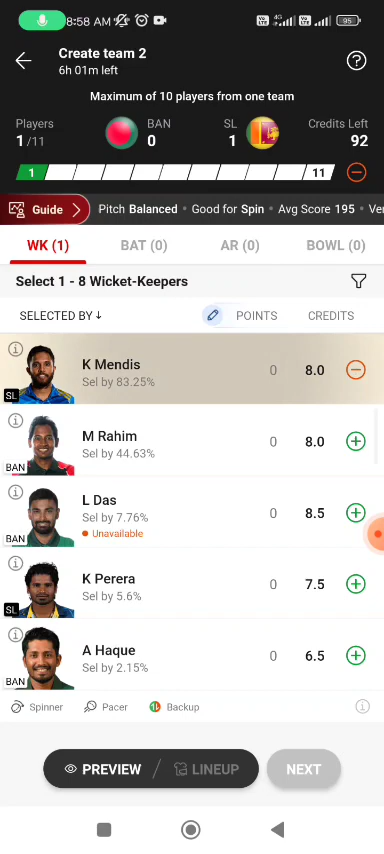 8:58 AM
4G
95
Create team 2
6h 01m left
Maximum of 10 players from one team
Players
BAN
SL
Credits Left
1/11
0
1
92
1
11
Guide
Pitch Balanced • Good for Spin • Avg Score 195 •
WK (1)
BAT (0)
AR (0)
BOWL (0)
Select 1 - 8 Wicket-Keepers
SELECTED BY↓
POINTS
CREDITS
K Mendis
Sel by 83.25%
0
8.0
SL
M Rahim
Sel by 44.63%
0
8.0
BAN
L Das
Sel by 7.76%
Unavailable
0
8.5
BAN
K Perera
Sel by 5.6%
0
7.5
SL
A Haque
Sel by 2.15%
0
6.5
BAN
Spinner
Pacer
Backup
PREVIEW / LINEUP
NEXT